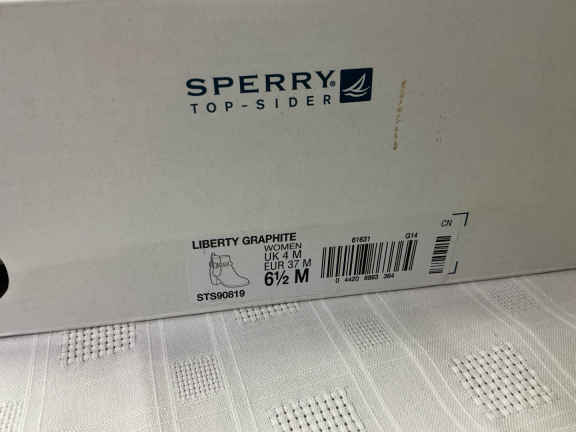 SPERRY®
TOP-SIDER
LIBERTY GRAPHITE
WOMEN
UK 4 M
EUR 37 M
6½ M
STS90819
61631 G14
CN